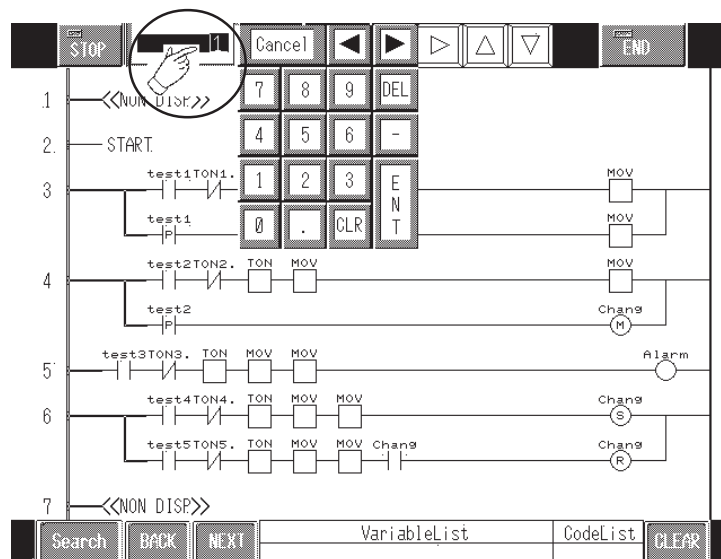 STOP 1 Cancel ◀ ▶ ▷ △ ▽ END
7 8 9 DEL
1 <<NON DISP.>>
4 5 6 -
2. START.
1 2 3 ENT
3 test1TON1. MOV
0 . CLR
test1 MOV
P
4 test2TON2. TON MOV MOV
test2 Chang
P M
5 test3TON3. TON MOV MOV Alarm
6 test4TON4. TON MOV MOV Chang
S
test5TON5. TON MOV MOV Chang Chang
R
7 <<NON DISP.>>
Search BACK NEXT VariableList CodeList CLEAR